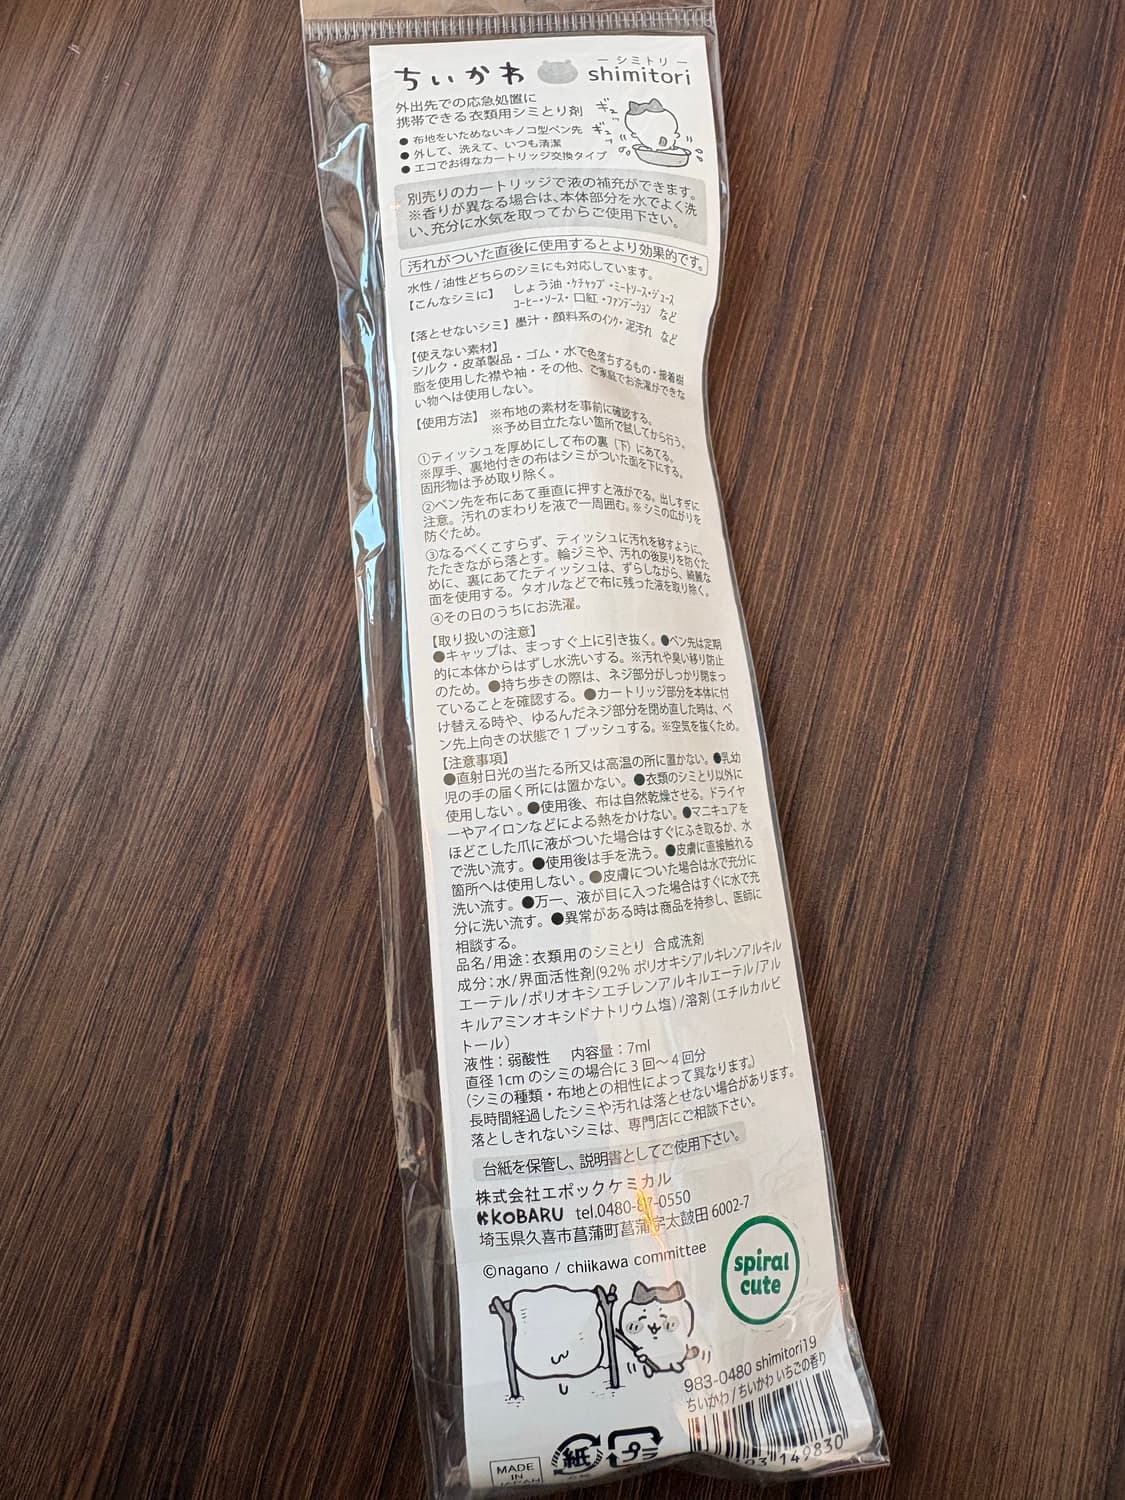 ちいかわ
― シミトリ ―
shimitori
外出先での応急処置に
携帯できる衣類用シミとり剤
● 布地をいためないキノコ型ペン先
● 外して、洗えて、いつも清潔
● エコでお得なカートリッジ交換タイプ
ギュッ
ギュッ
別売りのカートリッジで液の補充ができます。
※香りが異なる場合は、本体部分を水でよく洗
い、充分に水気を取ってからご使用下さい。
汚れがついた直後に使用するとより効果的です。
水性/油性どちらのシミにも対応しています。
【こんなシミに】 しょう油・ケチャップ・ミートソース・ジュース
コーヒー・ソース・口紅・ファンデーション など
【落とせないシミ】墨汁・顔料系のインク・泥汚れ など
【使えない素材】
シルク・皮革製品・ゴム・水で色落ちするもの・接着樹
脂を使用した襟や袖・その他、ご家庭でお洗濯ができな
い物へは使用しない。
【使用方法】 ※布地の素材を事前に確認する。
※予め目立たない箇所で試してから行う。
①ティッシュを厚めにして布の裏（下）にあてる。
※厚手、裏地付きの布はシミがついた面を下にする。
固形物は予め取り除く。
②ペン先を布にあて垂直に押すと液がでる。出しすぎに
注意。汚れのまわりを液で一周囲む。※シミの広がりを
防ぐため。
③なるべくこすらず、ティッシュに汚れを移すように、
たたきながら落とす。輪ジミや、汚れの後戻りを防ぐた
めに、裏にあてたティッシュは、ずらしながら、綺麗な
面を使用する。タオルなどで布に残った液を取り除く。
④その日のうちにお洗濯。
【取り扱いの注意】
●キャップは、まっすぐ上に引き抜く。●ペン先は定期
的に本体からはずし水洗いする。※汚れや臭い移り防止
のため。●持ち歩きの際は、ネジ部分がしっかり閉まっ
ていることを確認する。●カートリッジ部分を本体に付
け替える時や、ゆるんだネジ部分を閉め直した時は、ペ
ン先上向きの状態で1プッシュする。※空気を抜くため。
【注意事項】
●直射日光の当たる所又は高温の所に置かない。●乳幼
児の手の届く所には置かない。●衣類のシミとり以外に
使用しない。●使用後、布は自然乾燥させる。ドライヤ
ーやアイロンなどによる熱をかけない。●マニキュアを
ほどこした爪に液がついた場合はすぐにふき取るか、水
で洗い流す。●使用後は手を洗う。●皮膚に直接触れる
箇所へは使用しない。●皮膚についた場合は水で充分に
洗い流す。●万一、液が目に入った場合はすぐに水で充
分に洗い流す。●異常がある時は商品を持参し、医師に
相談する。
品名/用途：衣類用のシミとり 合成洗剤
成分：水/界面活性剤(9.2% ポリオキシアルキレンアルキル
エーテル/ポリオキシエチレンアルキルエーテル/アル
キルアミンオキシドナトリウム塩)/溶剤（エチルカルビ
トール）
液性：弱酸性 内容量：7ml
直径1cmのシミの場合に3回〜4回分
（シミの種類・布地との相性によって異なります。）
長時間経過したシミや汚れは落とせない場合があります。
落としきれないシミは、専門店にご相談下さい。
台紙を保管し、説明書としてご使用下さい。
株式会社エポックケミカル
KOBARU tel.0480-87-0550
埼玉県久喜市菖蒲町菖蒲字太鼓田 6002-7
©nagano / chiikawa committee
spiral
cute
983-0480 shimitori19
ちいかわ/ちいかわ いちごの香り
149830
紙
プラ
MADE
IN
JAPAN